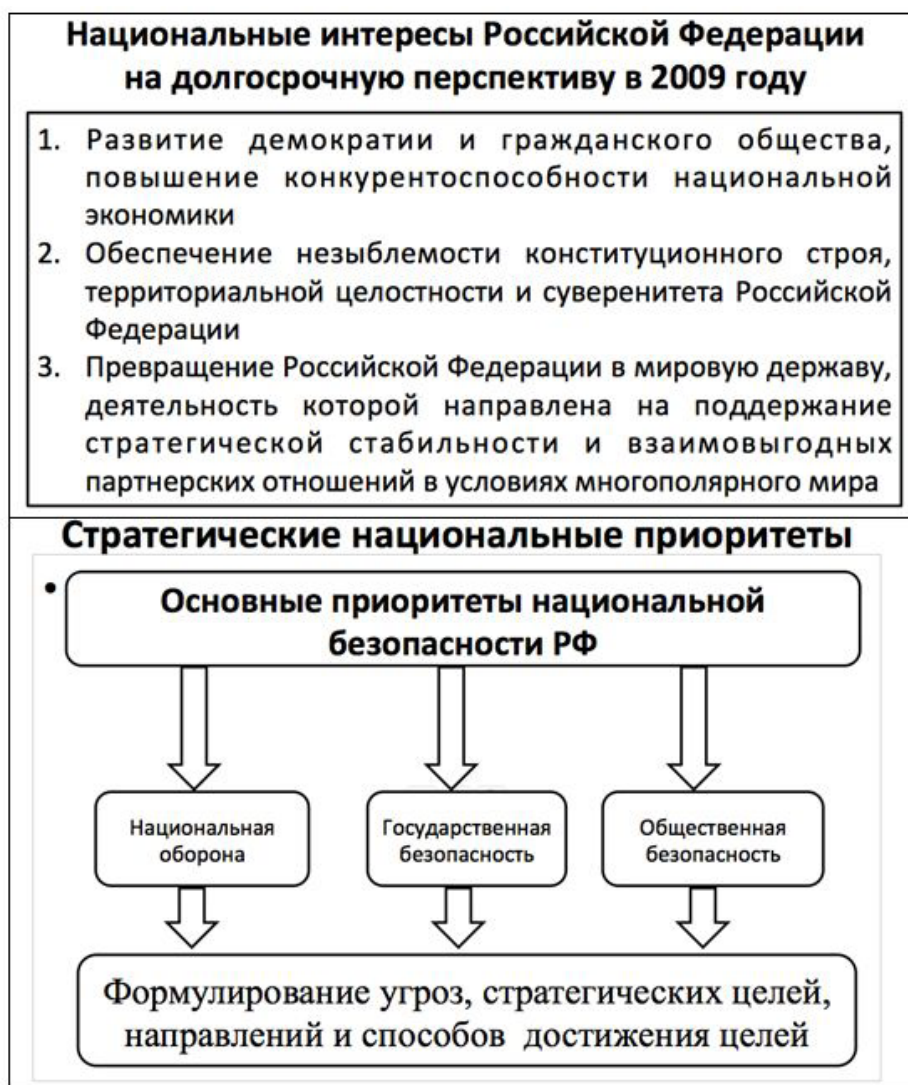 Национальные интересы Российской Федерации
на долгосрочную перспективу в 2009 году
1. Развитие демократии и гражданского общества,
повышение конкурентоспособности национальной
экономики
2. Обеспечение незыблемости конституционного строя,
территориальной целостности и суверенитета Российской
Федерации
3. Превращение Российской Федерации в мировую державу,
деятельность которой направлена на поддержание
стратегической стабильности и взаимовыгодных
партнерских отношений в условиях многополярного мира
Стратегические национальные приоритеты
• Основные приоритеты национальной
безопасности РФ
Национальная
оборона
Государственная
безопасность
Общественная
безопасность
Формулирование угроз, стратегических целей,
направлений и способов достижения целей